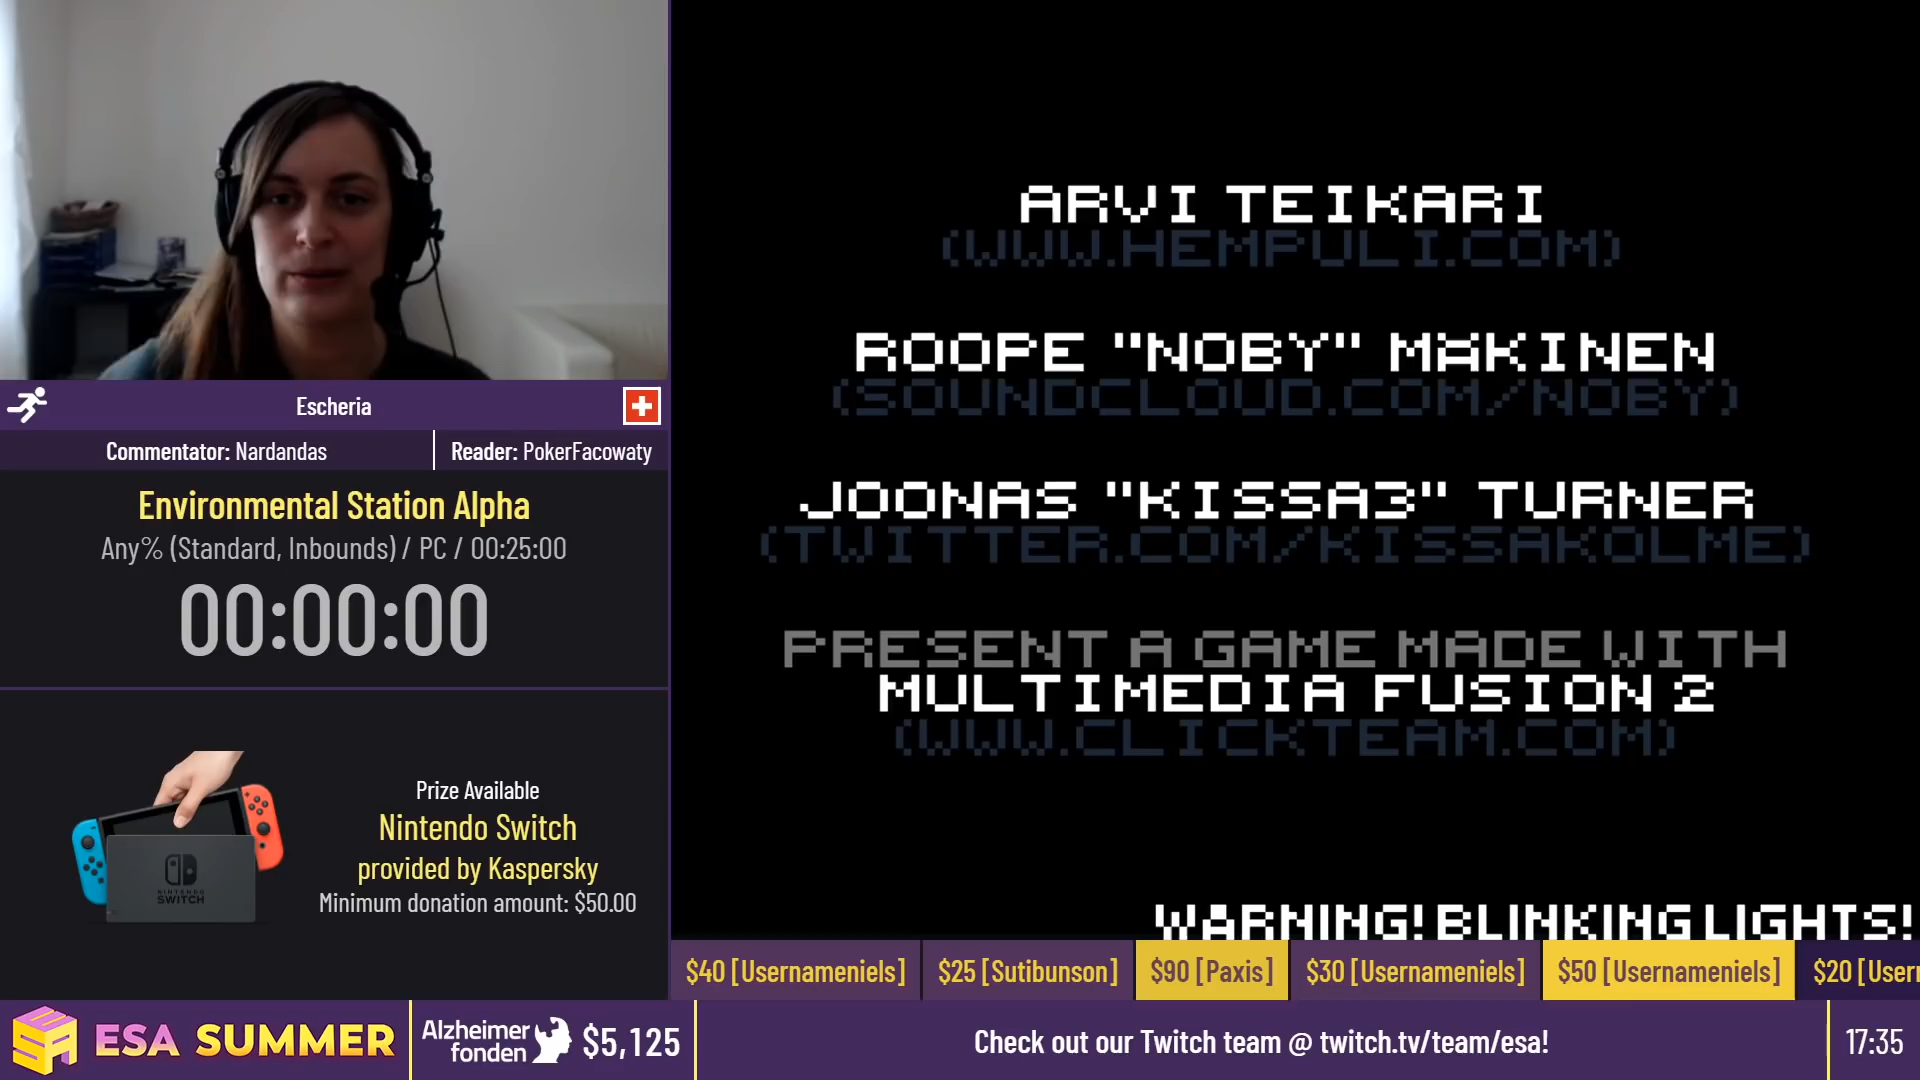 ARVI TEIKARI
(WWW.HEMPULI.COM)
ROOPE "NOBY" MÄKINEN
(SOUNDCLOUD.COM/NOBY)
JOONAS "KISSA3" TURNER
(TWITTER.COM/KISSAKOLME)
PRESENT A GAME MADE WITH
MULTIMEDIA FUSION 2
(WWW.CLICKTEAM.COM)
WARNING! BLINKING LIGHTS!
Escheria
Commentator: Nardandas
Reader: PokerFacowaty
Environmental Station Alpha
Any% (Standard, Inbounds) / PC / 00:25:00
00:00:00
NINTENDO
SWITCH
Prize Available
Nintendo Switch
provided by Kaspersky
Minimum donation amount: $50.00
$40 [Usernameniels]
$25 [Sutibunson]
$90 [Paxis]
$30 [Usernameniels]
$50 [Usernameniels]
$20 [User
ESA SUMMER
Alzheimer
fonden
$5,125
Check out our Twitch team @ twitch.tv/team/esa!
17:35